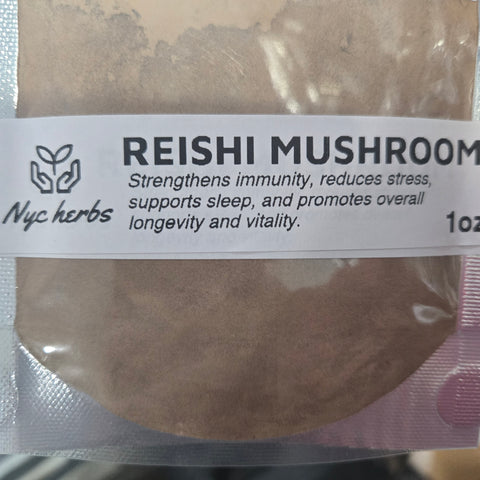 REISHI MUSHROOM
Strengthens immunity, reduces stress,
supports sleep, and promotes overall
longevity and vitality.
Nyc herbs
1oz